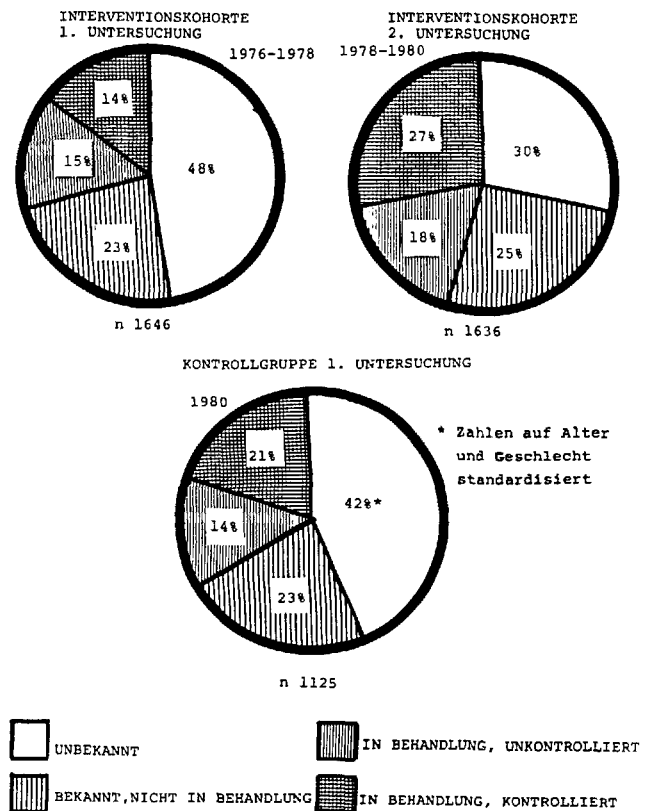 INTERVENTIONSKOHORTE
1. UNTERSUCHUNG
1976-1978
14%
15%
48%
23%
n 1646
INTERVENTIONSKOHORTE
2. UNTERSUCHUNG
1978-1980
27%
30%
18%
25%
n 1636
KONTROLLGRUPPE 1. UNTERSUCHUNG
1980
21%
42%*
14%
23%
n 1125
* Zahlen auf Alter
und Geschlecht
standardisiert
UNBEKANNT
IN BEHANDLUNG, UNKONTROLLIERT
BEKANNT,NICHT IN BEHANDLUNG
IN BEHANDLUNG, KONTROLLIERT